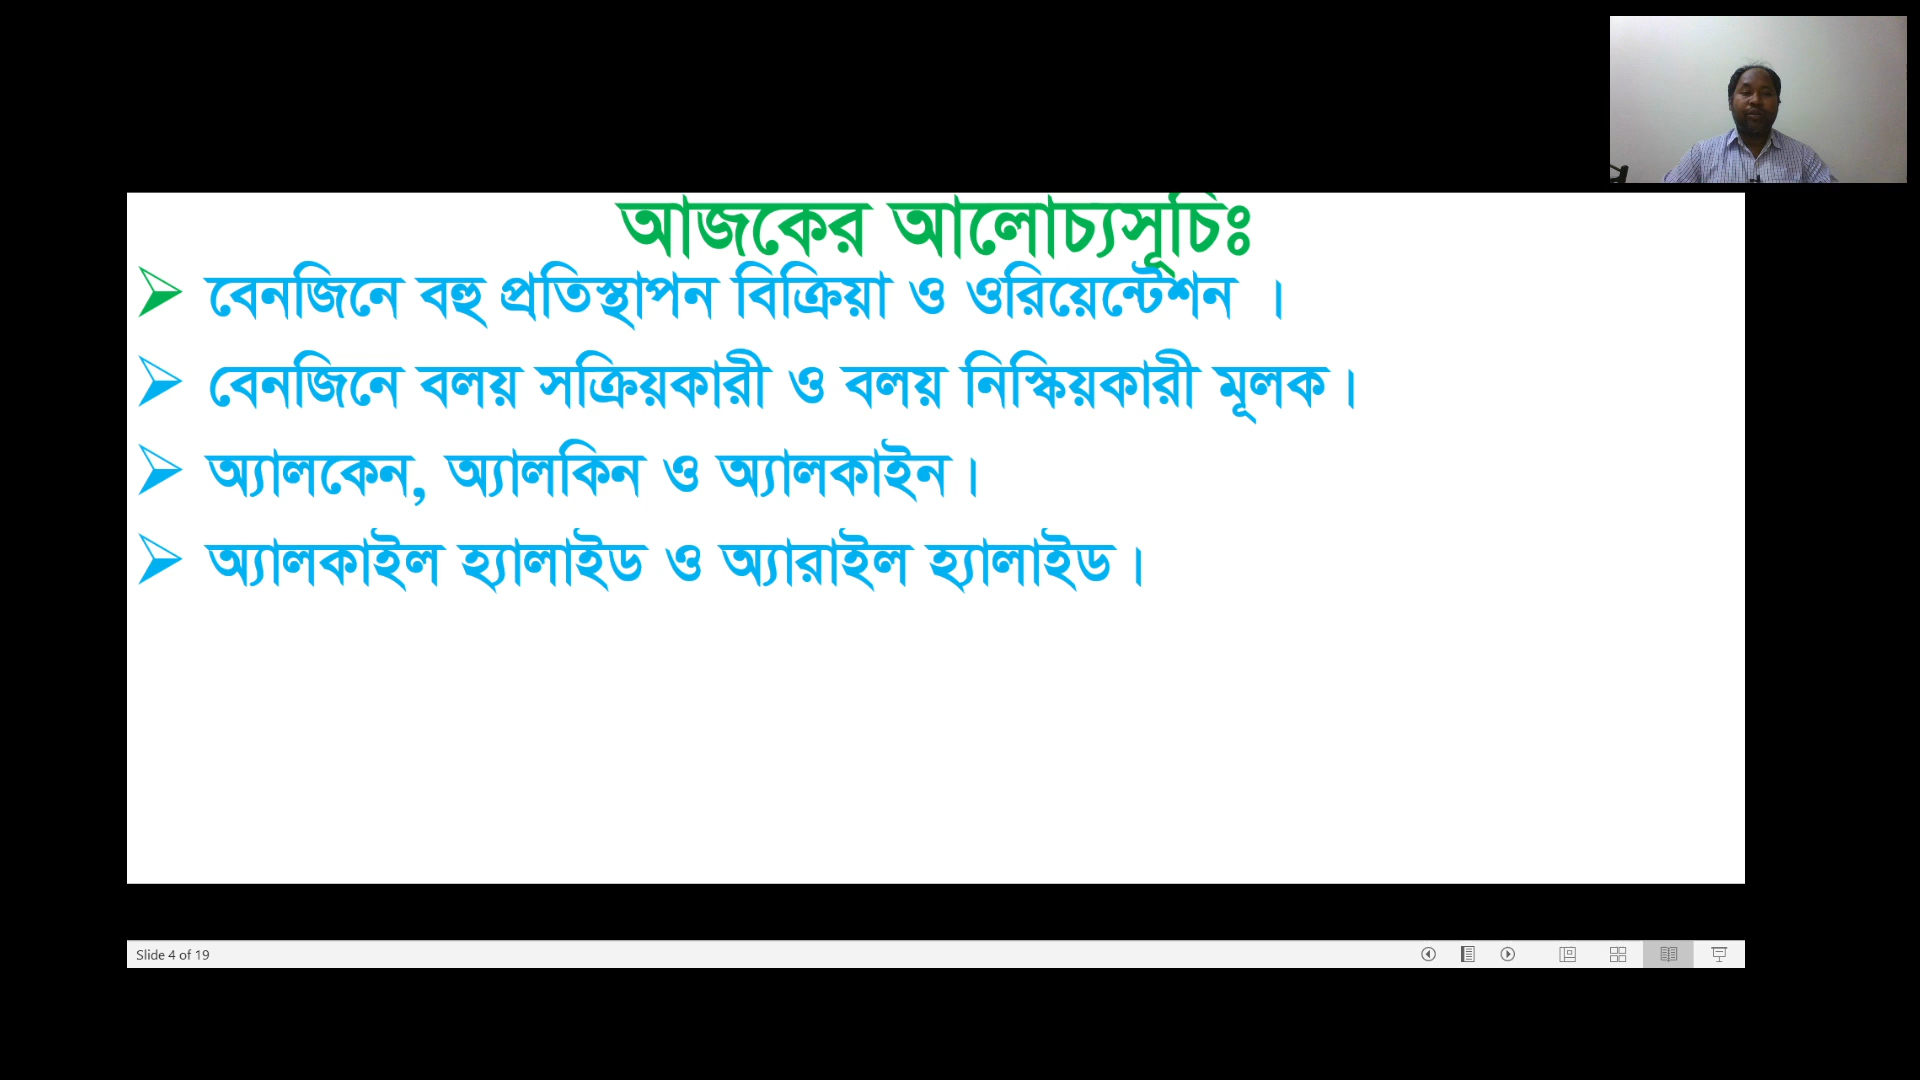 আজকের আলোচ্যসূচিঃ
বেনজিনে বহু প্রতিস্থাপন বিক্রিয়া ও ওরিয়েন্টেশন ।
বেনজিনে বলয় সক্রিয়কারী ও বলয় নিস্কিয়কারী মূলক।
অ্যালকেন, অ্যালকিন ও অ্যালকাইন।
অ্যালকাইল হ্যালাইড ও অ্যারাইল হ্যালাইড।
Slide 4 of 19